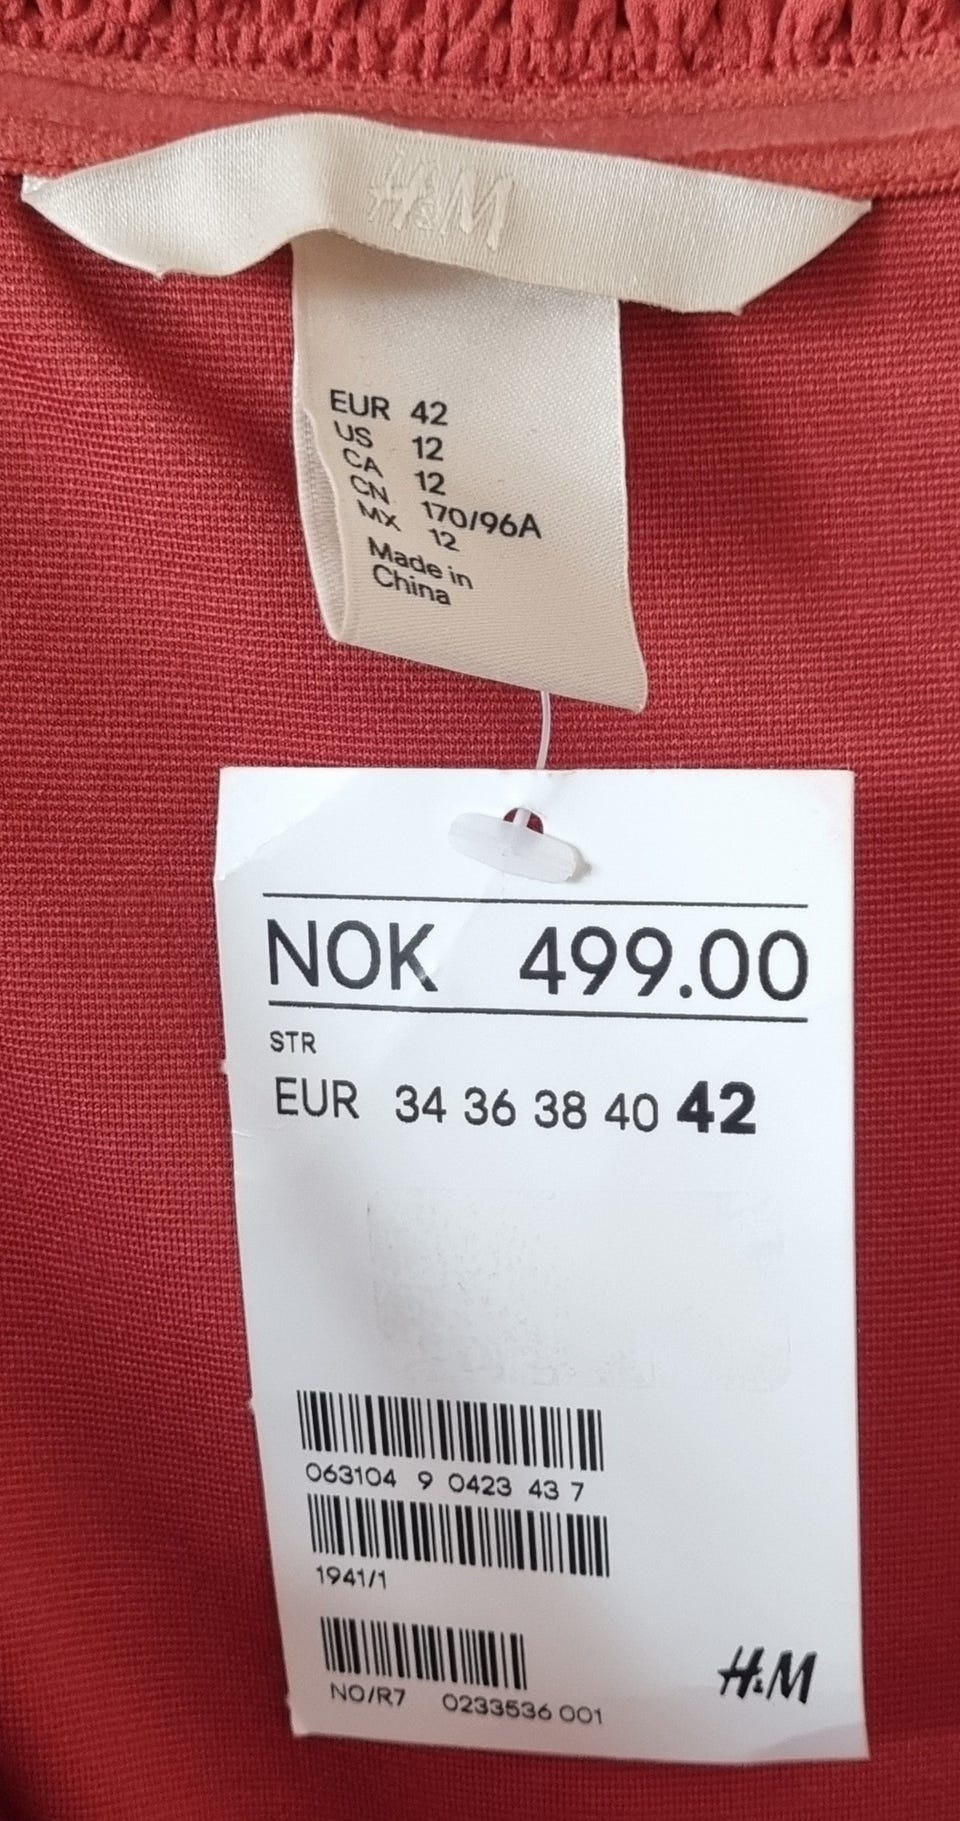 H&M
EUR 42
US 12
CA 12
CN 170/96A
MX 12
Made in
China
NOK 499.00
STR
EUR 34 36 38 40 42
063104 9 0423 43 7
1941/1
NO/R7 0233536 001
H&M